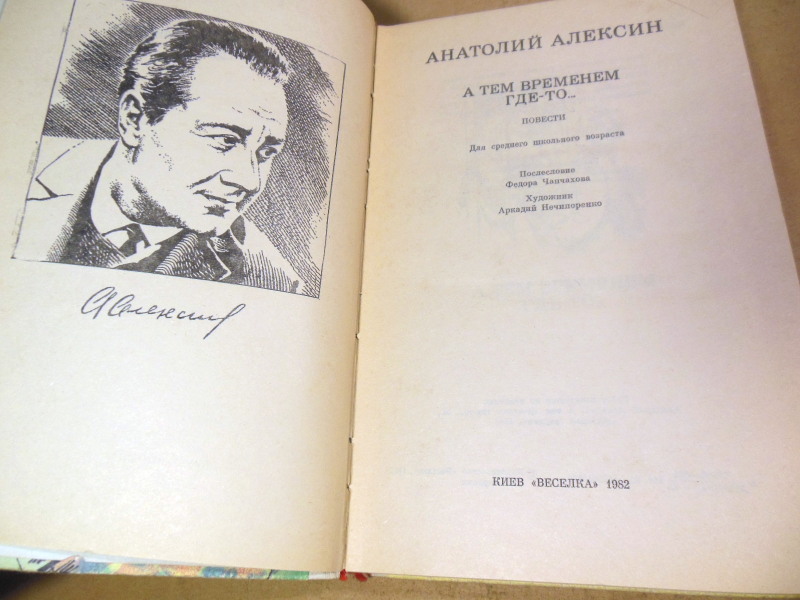 А Алексин
АНАТОЛИЙ АЛЕКСИН
А ТЕМ ВРЕМЕНЕМ
ГДЕ-ТО...
ПОВЕСТИ
Для среднего школьного возраста
Послесловие
Федора Чапчахова
Художник
Аркадий Нечипоренко
КИЕВ «ВЕСЕЛКА» 1982